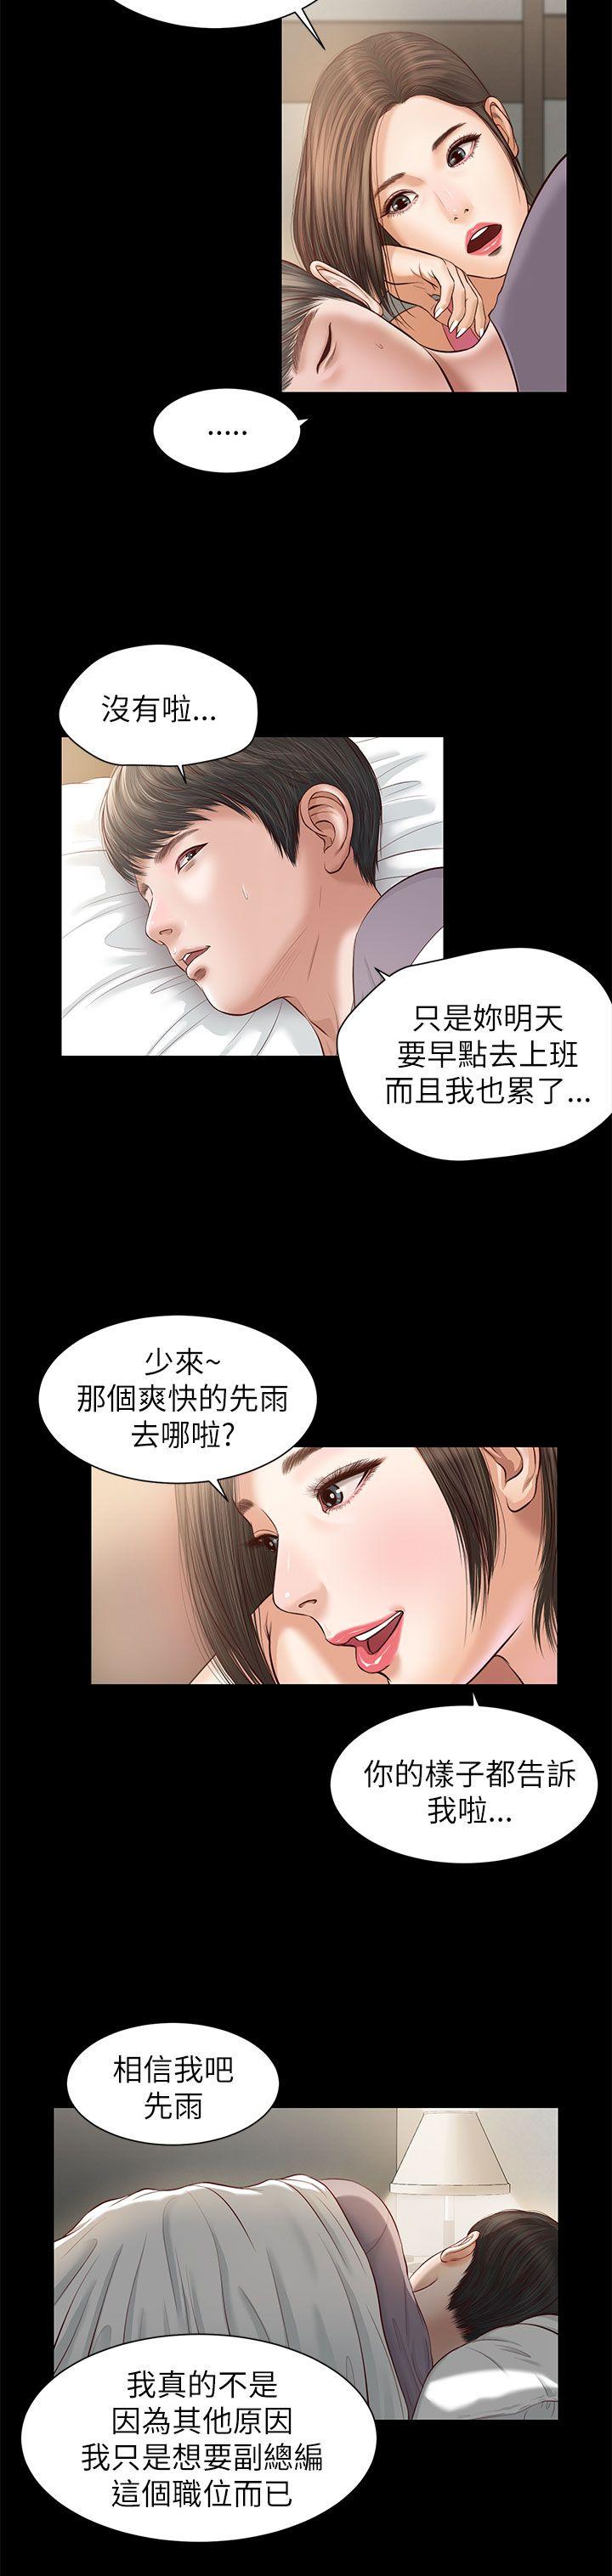 .....
沒有啦...
只是妳明天
要早點去上班
而且我也累了...
少來~
那個爽快的先雨
去哪啦?
你的樣子都告訴
我啦...
相信我吧
先雨
我真的不是
因為其他原因
我只是想要副總編
這個職位而已